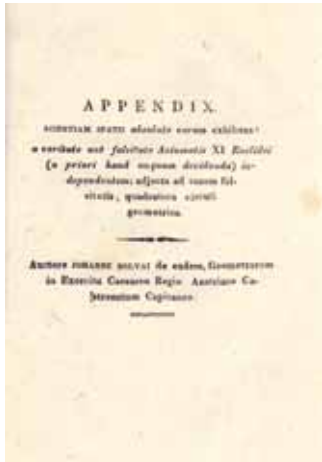 APPENDIX.
SCIENTIAM SPATII absolute veram exhibens:
a veritate aut falsitate Axiomatis XI Euclidei
(a priori haud unquam decidenda) in-
dependentem; adjecta ad casum fal-
sitatis, quadratura circuli
geometrica.
Auctore JOHANNE BOLYAI de eadem, Geometrarum
in Exercitu Caesareo Regio Austriaco Ca-
strensium Capitaneo.